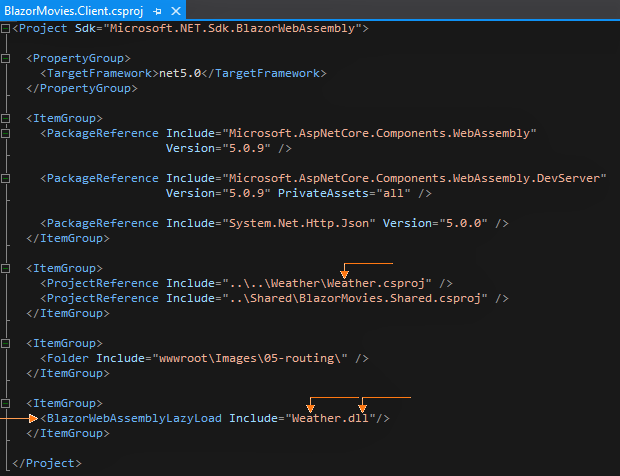 BlazorMovies.Client.csproj
<Project Sdk="Microsoft.NET.Sdk.BlazorWebAssembly">
<PropertyGroup>
<TargetFramework>net5.0</TargetFramework>
</PropertyGroup>
<ItemGroup>
<PackageReference Include="Microsoft.AspNetCore.Components.WebAssembly"
Version="5.0.9" />
<PackageReference Include="Microsoft.AspNetCore.Components.WebAssembly.DevServer"
Version="5.0.9" PrivateAssets="all" />
<PackageReference Include="System.Net.Http.Json" Version="5.0.0" />
</ItemGroup>
<ItemGroup>
<ProjectReference Include="..\..\Weather\Weather.csproj" />
<ProjectReference Include="..\Shared\BlazorMovies.Shared.csproj" />
</ItemGroup>
<ItemGroup>
<Folder Include="wwwroot\Images\05-routing\" />
</ItemGroup>
<ItemGroup>
<BlazorWebAssemblyLazyLoad Include="Weather.dll"/>
</ItemGroup>
</Project>